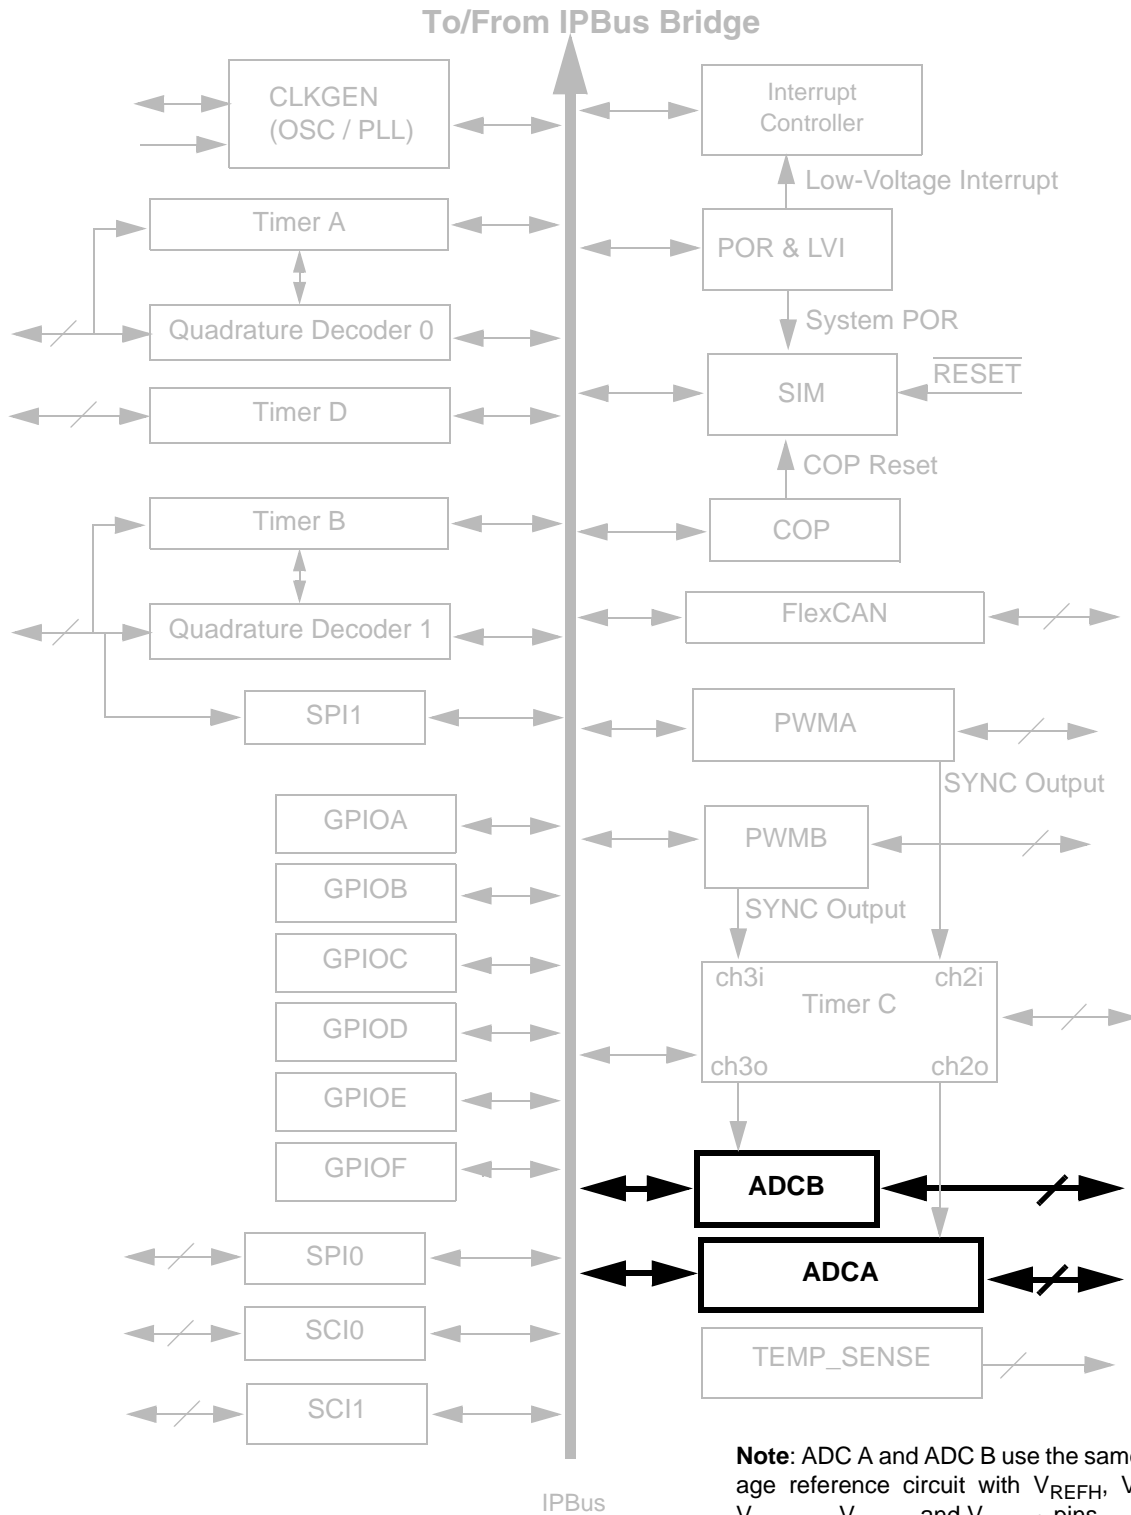 To/From IPBus Bridge
CLKGEN
(OSC / PLL)
Interrupt
Controller
Low-Voltage Interrupt
Timer A
POR & LVI
Quadrature Decoder 0
System POR
SIM
RESET
Timer D
COP Reset
Timer B
COP
FlexCAN
Quadrature Decoder 1
SPI1
PWMA
SYNC Output
GPIOA
PWMB
GPIOB
SYNC Output
GPIOC
ch3i
ch2i
Timer C
GPIOD
ch3o
ch2o
GPIOE
GPIOF
ADCB
SPI0
ADCA
SCI0
TEMP_SENSE
SCI1
Note: ADC A and ADC B use the same
age reference circuit with VREFH, V
V V and V pins
IPBus